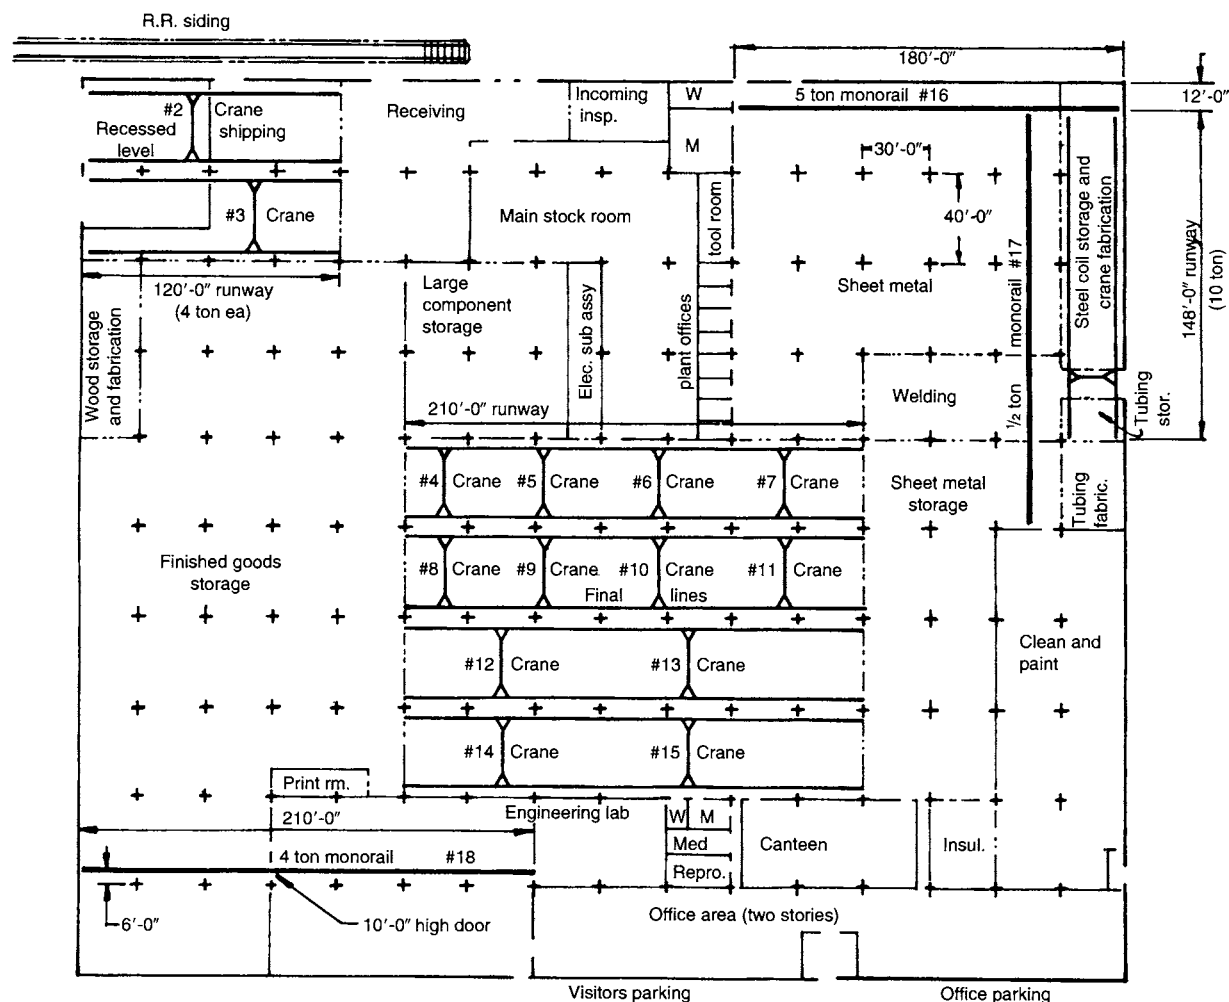 R.R. siding
180′-0″
12′-0″
5 ton monorail #16
#2
Crane
shipping
Recessed
level
Receiving
Incoming
insp.
W
M
30′-0″
40′-0″
#3
Crane
Main stock room
tool room
monorail #17
½ ton
Steel coil storage and
crane fabrication
148′-0″ runway
(10 ton)
120′-0″ runway
(4 ton ea)
Large
component
storage
Sheet metal
Wood storage
and fabrication
Elec. sub assy
plant offices
Welding
Tubing
stor.
210′-0″ runway
#4 Crane
#5 Crane
#6 Crane
#7 Crane
Sheet metal
storage
Tubing
fabric.
Finished goods
storage
#8 Crane
#9 Crane
#10 Crane
#11 Crane
Final lines
#12 Crane
#13 Crane
Clean and
paint
#14 Crane
#15 Crane
Print rm.
210′-0″
Engineering lab
W M
Med
Repro.
Canteen
Insul.
4 ton monorail #18
6′-0″
10′-0″ high door
Office area (two stories)
Visitors parking
Office parking